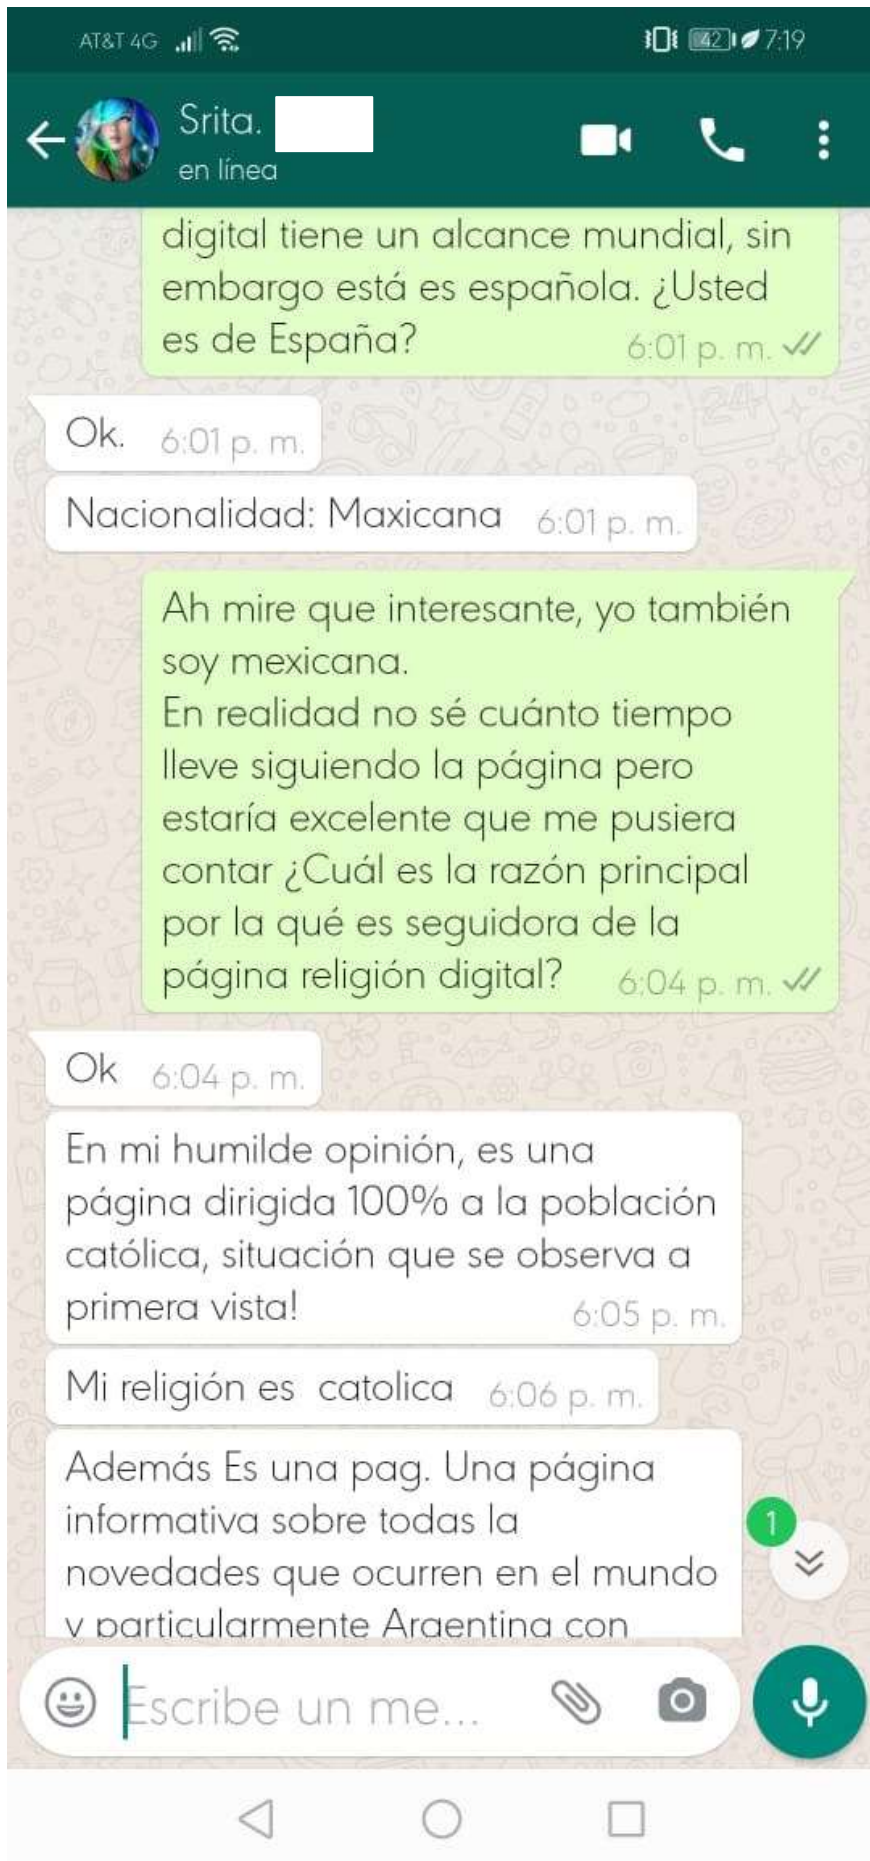 AT&T 4G 42 7:19
Srita.
en línea
digital tiene un alcance mundial, sin
embargo está es española. ¿Usted
es de España? 6:01 p. m.
Ok. 6:01 p. m.
Nacionalidad: Maxicana 6:01 p. m.
Ah mire que interesante, yo también
soy mexicana.
En realidad no sé cuánto tiempo
lleve siguiendo la página pero
estaría excelente que me pusiera
contar ¿Cuál es la razón principal
por la qué es seguidora de la
página religión digital? 6:04 p. m.
Ok 6:04 p. m.
En mi humilde opinión, es una
página dirigida 100% a la población
católica, situación que se observa a
primera vista! 6:05 p. m.
Mi religión es catolica 6:06 p. m.
Además Es una pag. Una página
informativa sobre todas la
novedades que ocurren en el mundo
y particularmente Argentina con
1
Escribe un me...